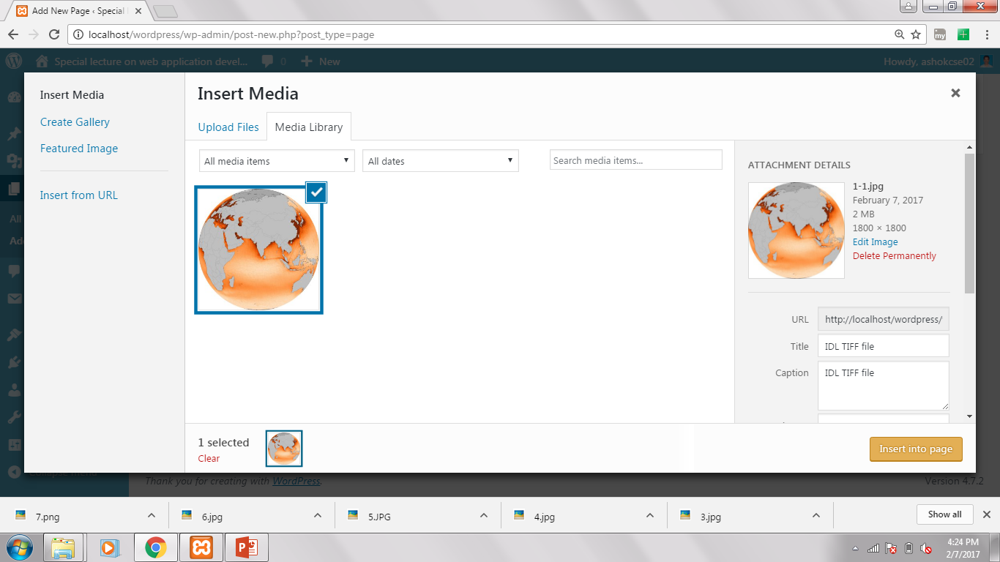 Add New Page ‹ Special
localhost/wordpress/wp-admin/post-new.php?post_type=page
my
Special lecture on web application devel...
0
New
Howdy, ashokcse02
Insert Media
Create Gallery
Featured Image
Insert from URL
Insert Media
Upload Files
Media Library
All media items
All dates
Search media items...
ATTACHMENT DETAILS
1-1.jpg
February 7, 2017
2 MB
1800 × 1800
Edit Image
Delete Permanently
URL
http://localhost/wordpress/
Title
IDL TIFF file
Caption
IDL TIFF file
All
Add
1 selected
Clear
Insert into page
Collapse menu
Thank you for creating with WordPress.
Version 4.7.2
7.png
6.jpg
5.JPG
4.jpg
3.jpg
Show all
4:24 PM
2/7/2017